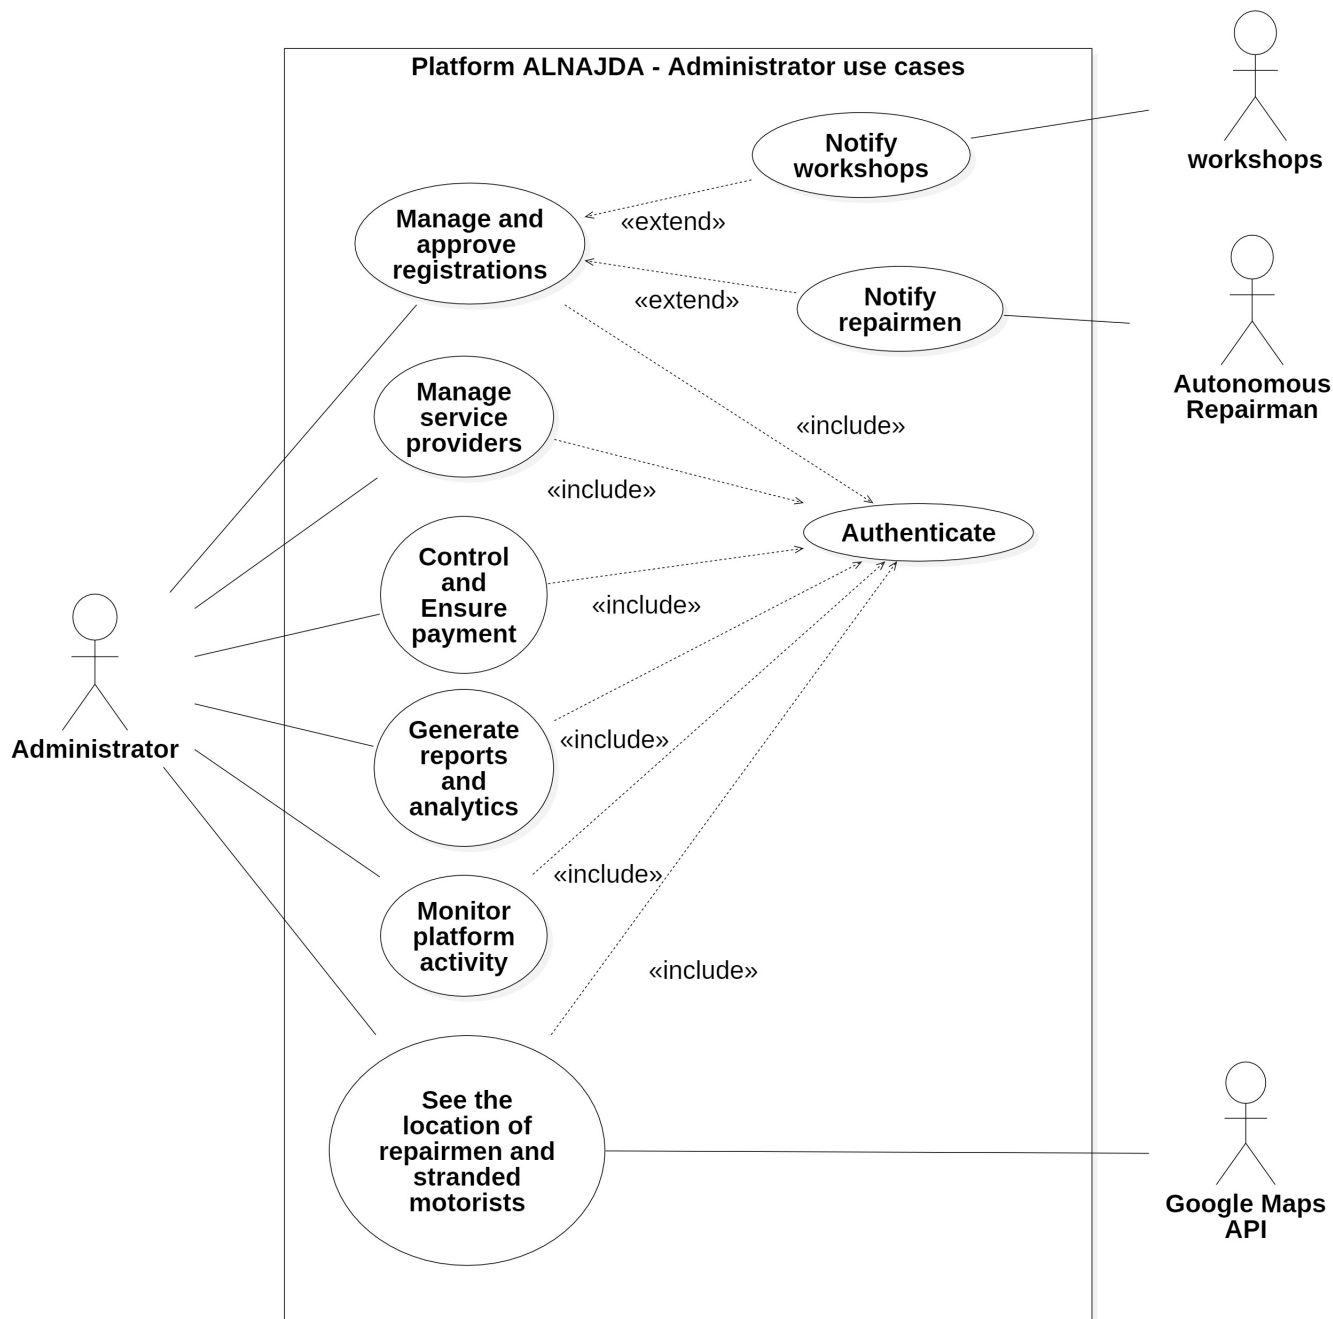 Platform ALNAJDA - Administrator use cases
Notify
workshops
workshops
«extend»
Manage and
approve
registrations
«extend»
Notify
repairmen
Autonomous
Repairman
Manage
service
providers
«include»
«include»
Authenticate
Control
and
Ensure
payment
«include»
Administrator
Generate
reports
and
analytics
«include»
«include»
Monitor
platform
activity
«include»
See the
location of
repairmen and
stranded
motorists
Google Maps
API